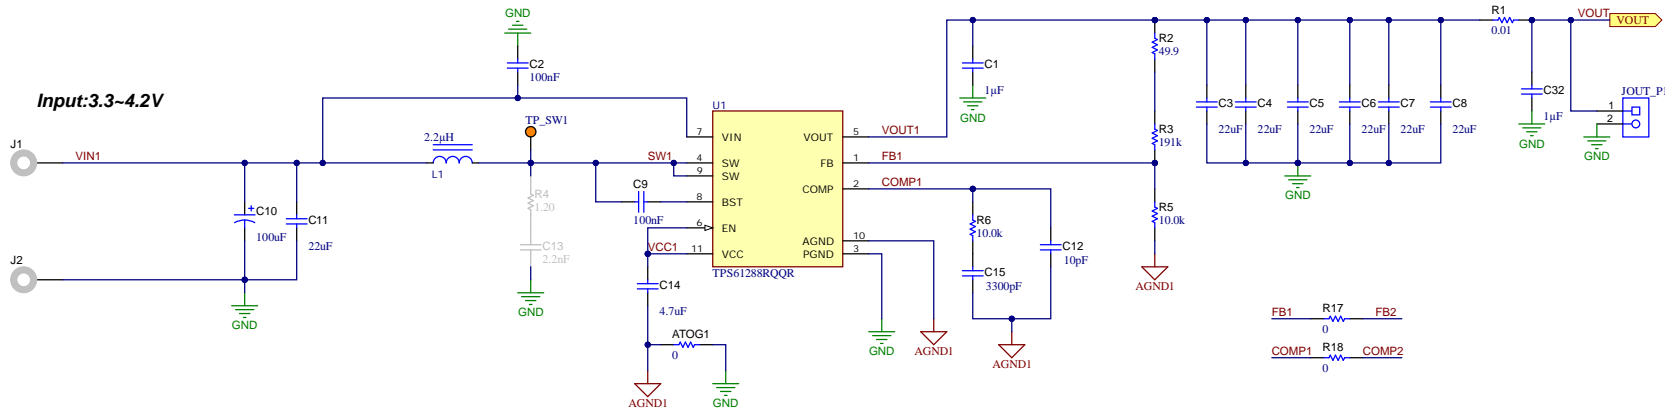 Input:3.3~4.2V
J1
VIN1
J2
C10
100uF
C11
22uF
GND
GND
C2
100nF
2.2µH
L1
TP_SW1
SW1
R4
1.20
C13
2.2nF
GND
C9
100nF
VCC1
C14
4.7uF
ATOG1
0
AGND1
GND
U1
7 VIN
4 SW
9 SW
8 BST
6 EN
11 VCC
VOUT 5
FB 1
COMP 2
AGND 10
PGND 3
TPS61288RQQR
VOUT1
FB1
COMP1
GND
AGND1
C1
1µF
GND
R6
10.0k
C15
3300pF
C12
10pF
AGND1
R2
49.9
R3
191k
R5
10.0k
AGND1
C3
22uF
C4
22uF
C5
22uF
C6
22uF
C7
22uF
C8
22uF
GND
R1
0.01
VOUT
VOUT
C32
1µF
GND
JOUT_P1
1
2
GND
FB1 R17 FB2
0
COMP1 R18 COMP2
0